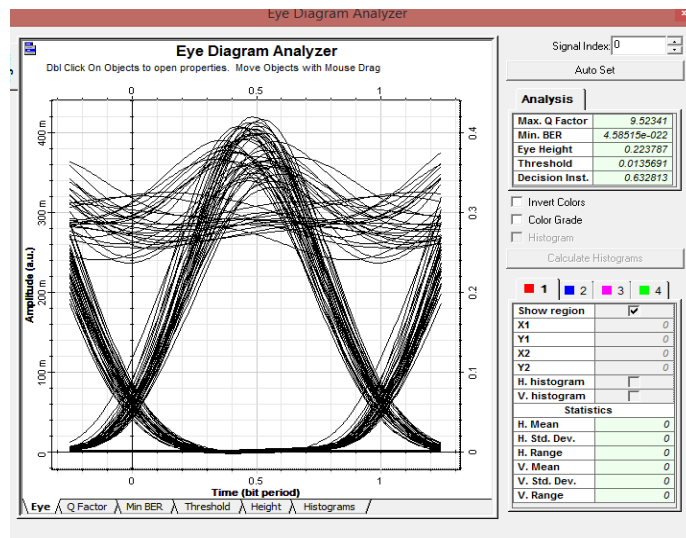 Eye Diagram Analyzer
Eye Diagram Analyzer
Dbl Click On Objects to open properties. Move Objects with Mouse Drag
Signal Index: 0
Auto Set
Analysis
Max. Q Factor 9.52341
Min. BER 4.58515e-022
Eye Height 0.223787
Threshold 0.0135691
Decision Inst. 0.632813
Invert Colors
Color Grade
Histogram
Calculate Histograms
1 2 3 4
Show region
X1 0
Y1 0
X2 0
Y2 0
H. histogram
V. histogram
Statistics
H. Mean 0
H. Std. Dev. 0
H. Range 0
V. Mean 0
V. Std. Dev. 0
V. Range 0
0 0.5 1
400 m
300 m
200 m
100 m
0
Amplitude (a.u.)
0.4
0.3
0.2
0.1
0
0 0.5 1
Time (bit period)
Eye Q Factor Min BER Threshold Height Histograms